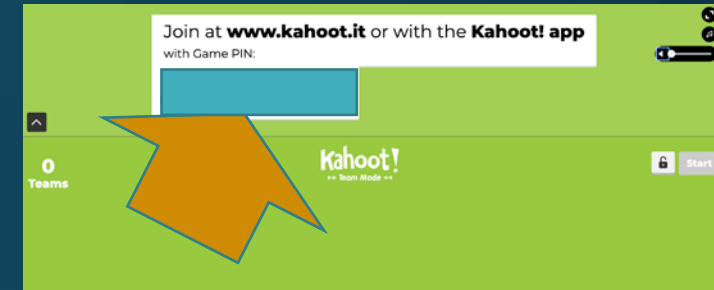 Join at www.kahoot.it or with the Kahoot! app
with Game PIN:
0
Teams
Kahoot!
Team Mode
Start